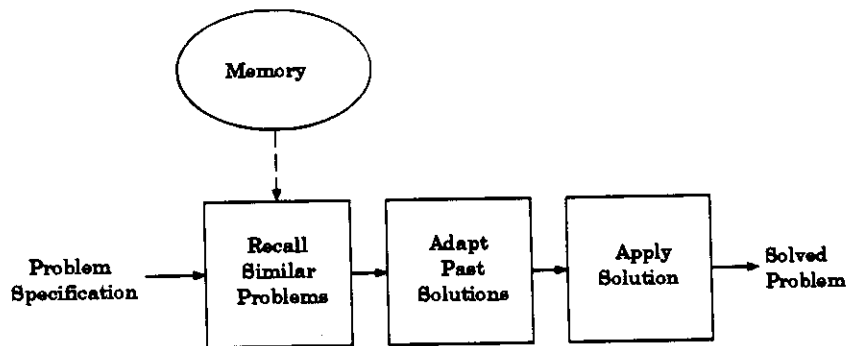 Memory
Problem
Specification
Recall
Similar
Problems
Adapt
Past
Solutions
Apply
Solution
Solved
Problem